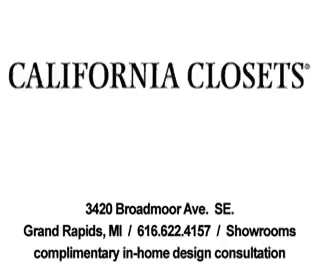 CALIFORNIA CLOSETS®
3420 Broadmoor Ave. SE.
Grand Rapids, MI / 616.622.4157 / Showrooms
complimentary in-home design consultation